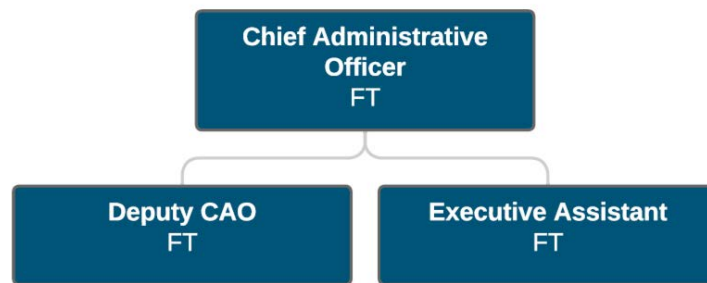 Chief Administrative
Officer
FT
Deputy CAO
FT
Executive Assistant
FT